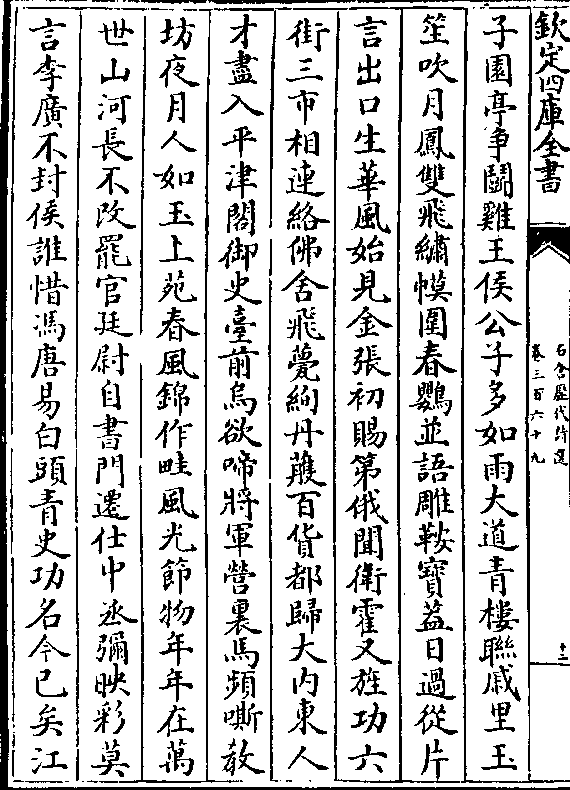 欽定四庫全書
石倉歷代詩選
卷三百六十九
十二
子園亭爭鬬雞王侯公子多如雨大道青樓聯戚里玉
笙吹月鳳雙飛繡幙圍春鸚並語雕鞍寶葢日過從片
言出口生華風始見金張初賜第俄聞衛霍又旌功六
街三市相連絡佛舍飛甍絢丹雘百貨都歸大内東人
才盡入平津閣御史臺前烏欲啼將軍營裏馬頻嘶教
坊夜月人如玉上苑春風錦作畦風光節物年年在萬
世山河長不改罷官廷尉自書門遷仕中丞彌映彩莫
言李廣不封侯誰惜馮唐易白頭青史功名今已矣江